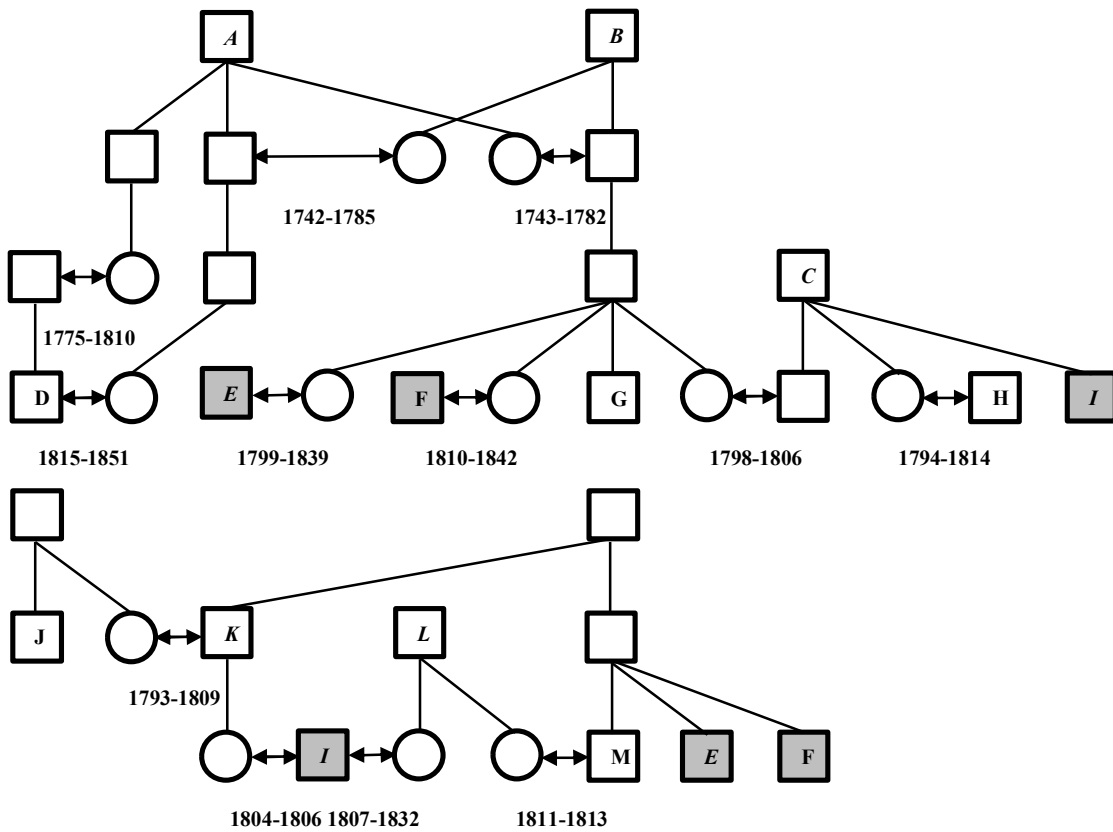 A B
1742-1785 1743-1782
C
1775-1810
D E F G H I
1815-1851 1799-1839 1810-1842 1798-1806 1794-1814
J K L
1793-1809
I M E F
1804-1806 1807-1832 1811-1813